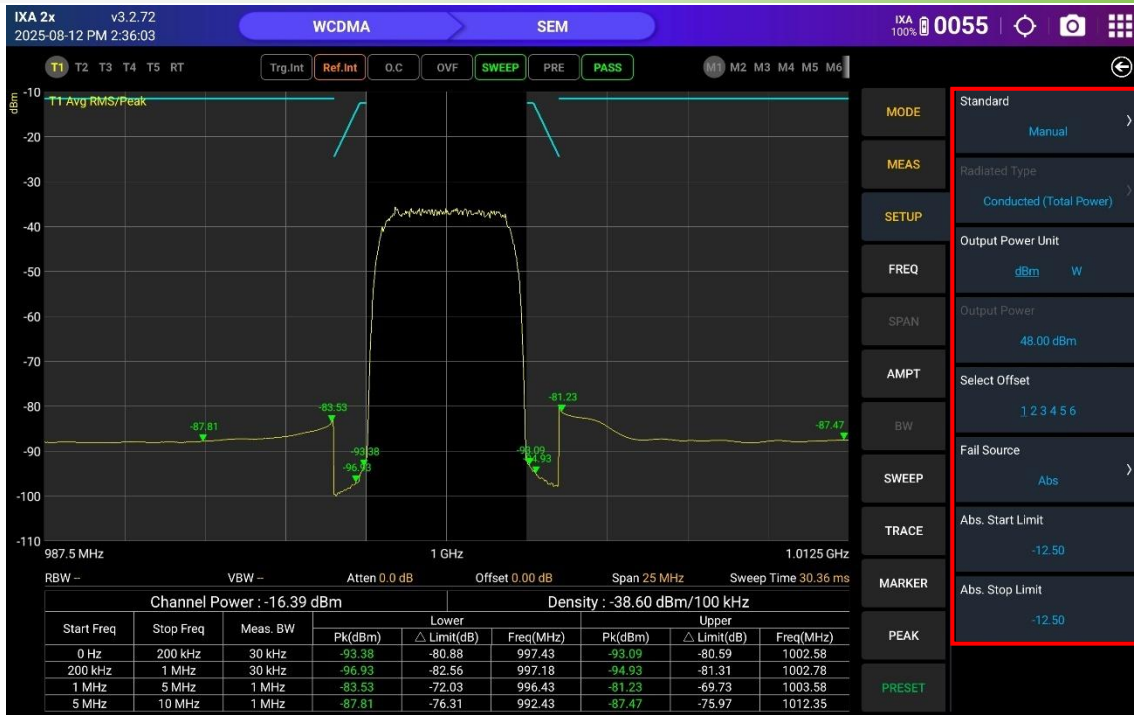 IXA 2x v3.2.72
2025-08-12 PM 2:36:03
WCDMA SEM
IXA 100% 0055
T1 T2 T3 T4 T5 RT Trg.Int Ref.Int O.C OVF SWEEP PRE PASS M1 M2 M3 M4 M5 M6
dBm
T1 Avg RMS/Peak
-10
-20
-30
-40
-50
-60
-70
-80
-90
-100
-110
-87.81
-83.53
-93.38
-96.93
-93.09
-94.93
-81.23
-87.47
987.5 MHz 1 GHz 1.0125 GHz
RBW -- VBW -- Atten 0.0 dB Offset 0.00 dB Span 25 MHz Sweep Time 30.36 ms
Channel Power : -16.39 dBm Density : -38.60 dBm/100 kHz
Start Freq Stop Freq Meas. BW Lower Upper
Pk(dBm) △ Limit(dB) Freq(MHz) Pk(dBm) △ Limit(dB) Freq(MHz)
0 Hz 200 kHz 30 kHz -93.38 -80.88 997.43 -93.09 -80.59 1002.58
200 kHz 1 MHz 30 kHz -96.93 -82.56 997.18 -94.93 -81.31 1002.78
1 MHz 5 MHz 1 MHz -83.53 -72.03 996.43 -81.23 -69.73 1003.58
5 MHz 10 MHz 1 MHz -87.81 -76.31 992.43 -87.47 -75.97 1012.35
MODE
MEAS
SETUP
FREQ
SPAN
AMPT
BW
SWEEP
TRACE
MARKER
PEAK
PRESET
Standard
Manual
Radiated Type
Conducted (Total Power)
Output Power Unit
dBm W
Output Power
48.00 dBm
Select Offset
1 2 3 4 5 6
Fail Source
Abs
Abs. Start Limit
-12.50
Abs. Stop Limit
-12.50